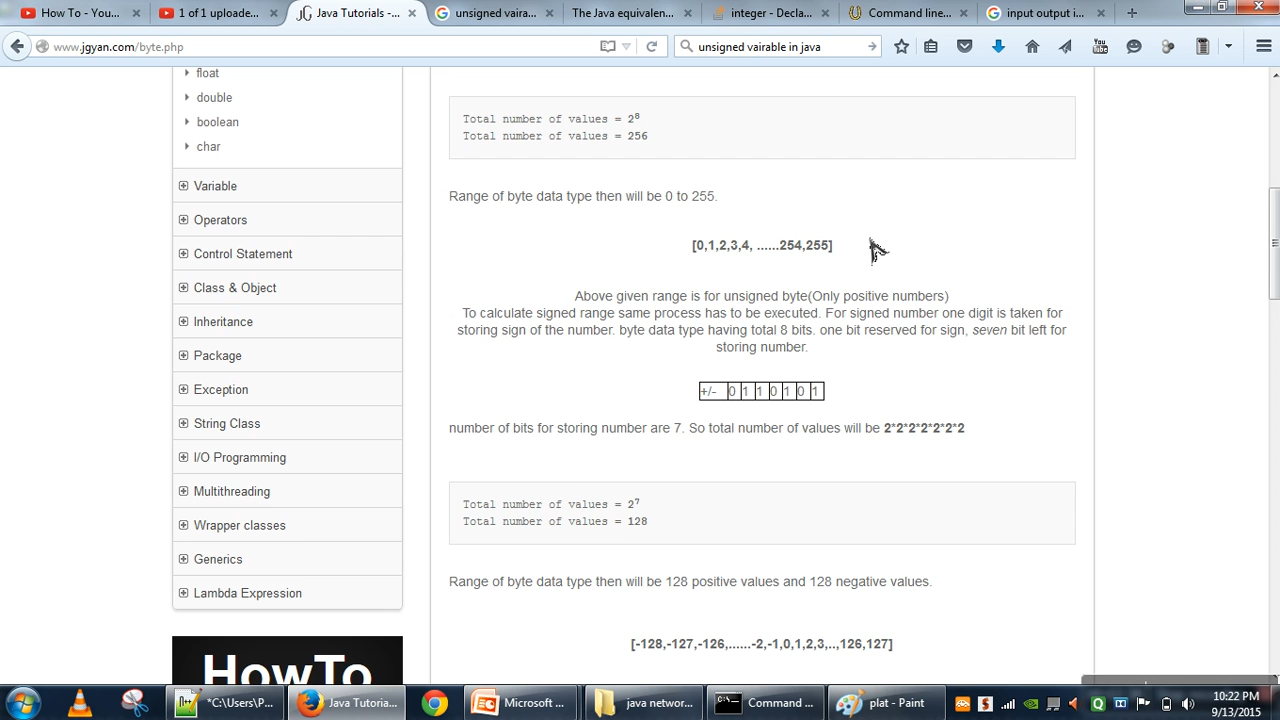 How To - You...
1 of 1 uploade...
Java Tutorials -...
unsigned vaira...
The Java equivalen...
integer - Decla...
Command line...
input output i...
www.jgyan.com/byte.php
unsigned vairable in java
float
double
boolean
char
Variable
Operators
Control Statement
Class & Object
Inheritance
Package
Exception
String Class
I/O Programming
Multithreading
Wrapper classes
Generics
Lambda Expression
HowTo
Total number of values = 2⁸
Total number of values = 256
Range of byte data type then will be 0 to 255.
[0,1,2,3,4, ......254,255]
Above given range is for unsigned byte(Only positive numbers)
To calculate signed range same process has to be executed. For signed number one digit is taken for
storing sign of the number. byte data type having total 8 bits. one bit reserved for sign, seven bit left for
storing number.
+/- 0 1 1 0 1 0 1
number of bits for storing number are 7. So total number of values will be 2*2*2*2*2*2*2
Total number of values = 2⁷
Total number of values = 128
Range of byte data type then will be 128 positive values and 128 negative values.
[-128,-127,-126,......-2,-1,0,1,2,3,..,126,127]
*C:\Users\P...
Java Tutoria...
Microsoft ...
java networ...
Command ...
plat - Paint
10:22 PM
9/13/2015